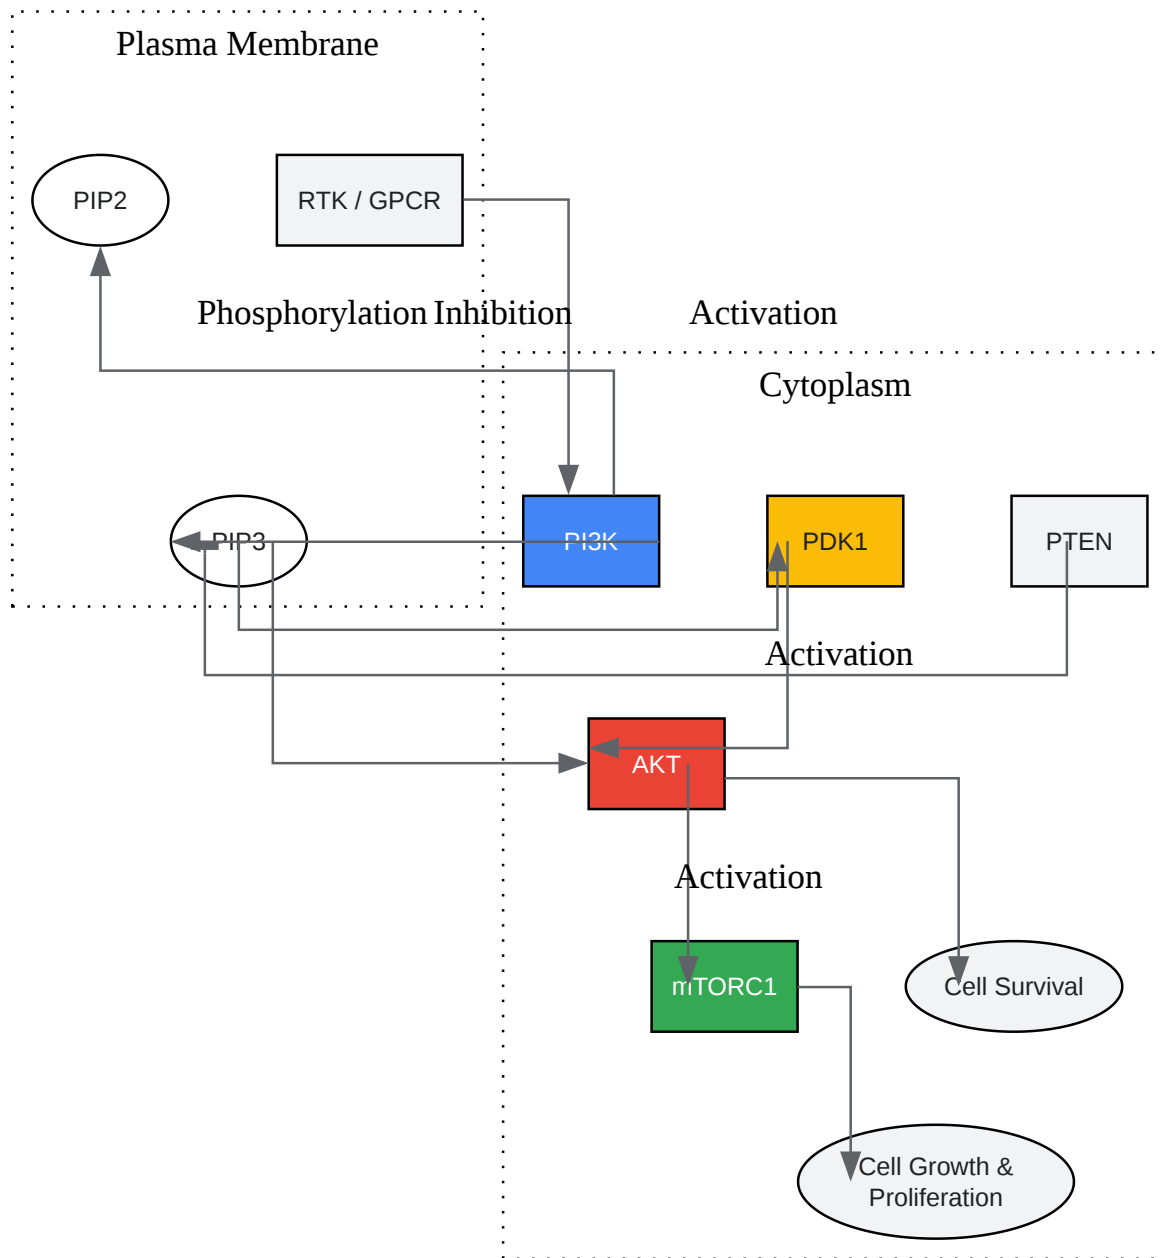 Plasma Membrane
PIP2
RTK / GPCR
Phosphorylation
Inhibition
Activation
Cytoplasm
PIP3
PI3K
PDK1
PTEN
Activation
AKT
Activation
mTORC1
Cell Survival
Cell Growth &
Proliferation